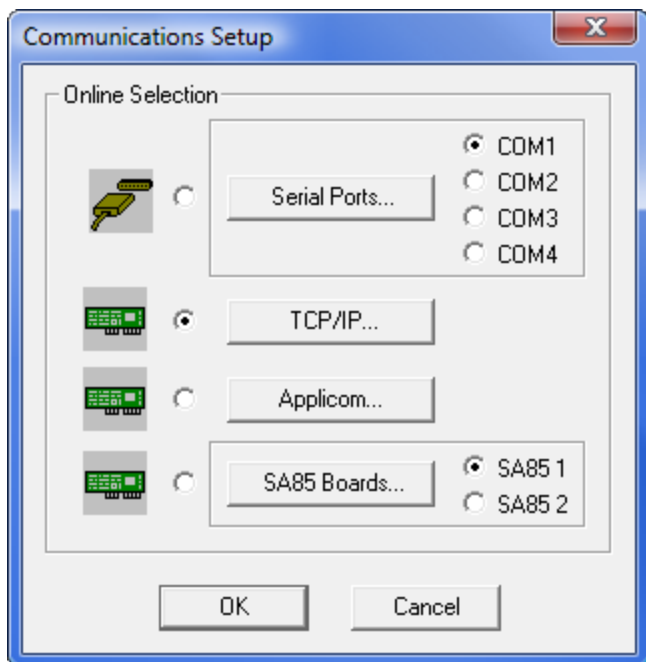 Communications Setup
Online Selection
Serial Ports...
COM1
COM2
COM3
COM4
TCP/IP...
Applicom...
SA85 Boards...
SA85 1
SA85 2
OK
Cancel